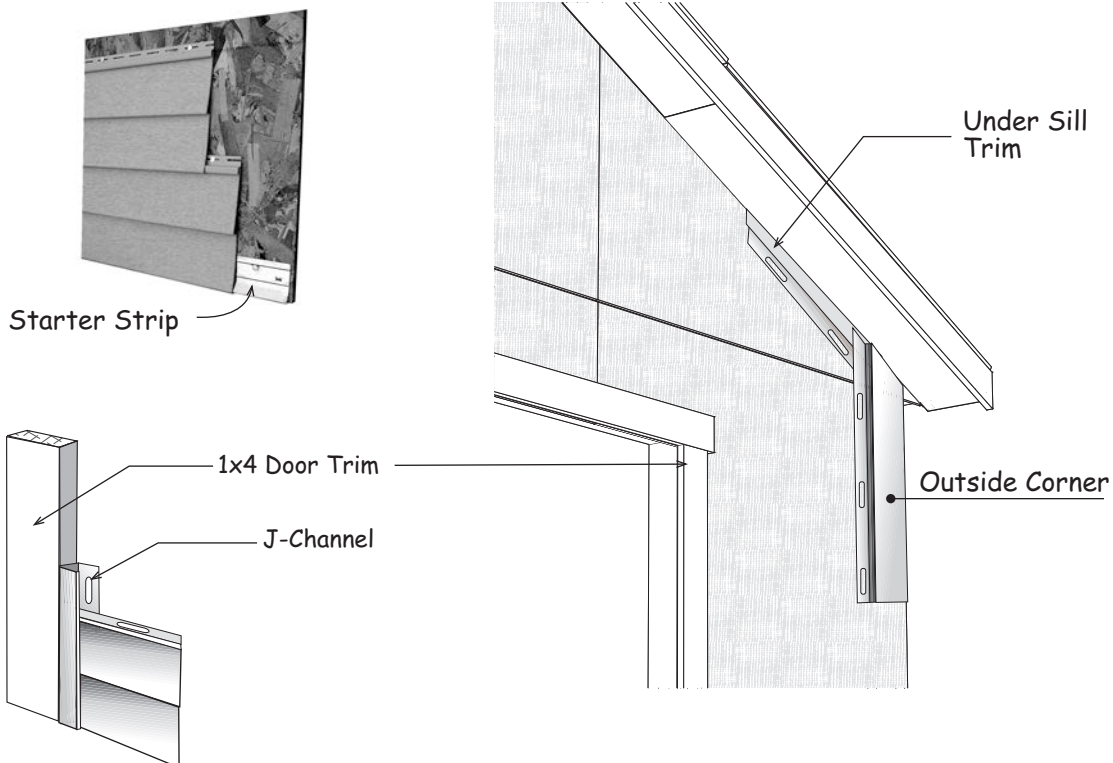 Under Sill
Trim
Starter Strip
1x4 Door Trim
Outside Corner
J-Channel